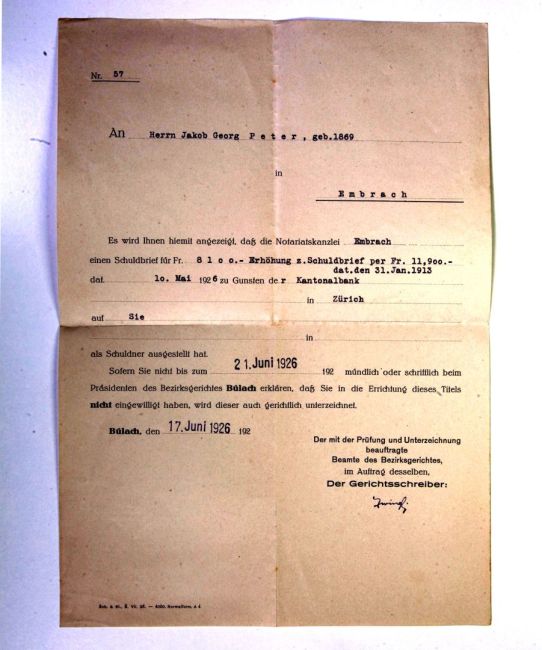 Nr. 57
An Herrn Jakob Georg Peter, geb.1869
in
Embrach
Es wird Ihnen hiemit angezeigt, daß die Notariatskanzlei Embrach
einen Schuldbrief für Fr. 8loo.- Erhöhung z.Schuldbrief per Fr. 11,9oo.-
dat.den 31.Jan.1913
dat. lo. Mai 1926 zu Gunsten der Kantonalbank
in Zürich
auf Sie
in
als Schuldner ausgestellt hat.
Sofern Sie nicht bis zum 21. Juni 1926 192 mündlich oder schriftlich beim
Präsidenten des Bezirksgerichtes Bülach erklären, daß Sie in die Errichtung dieses Titels
nicht eingewilligt haben, wird dieser auch gerichtlich unterzeichnet.
Bülach, den 17. Juni 1926 192
Der mit der Prüfung und Unterzeichnung
beauftragte
Beamte des Bezirksgerichtes,
im Auftrag desselben,
Der Gerichtsschreiber: